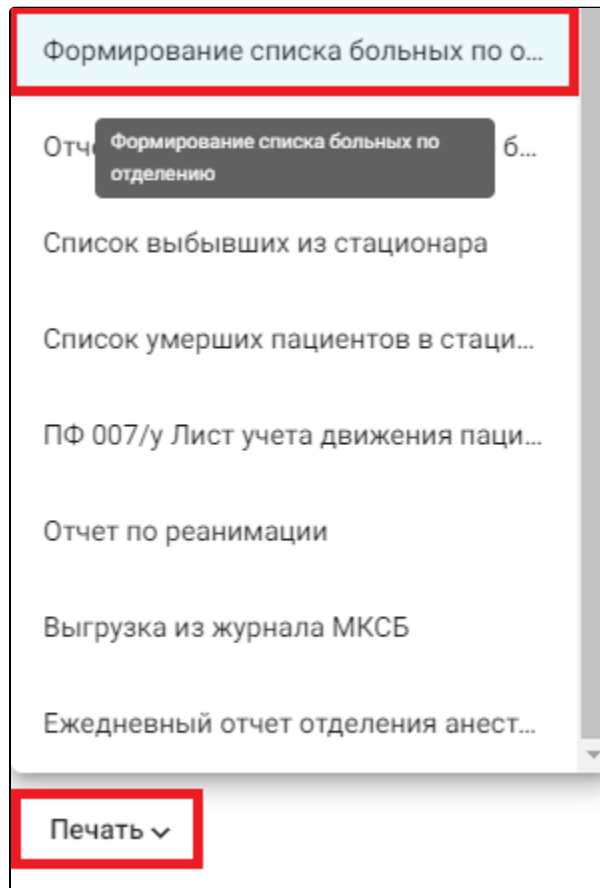 Формирование списка больных по о...
Отч
б...
Формирование списка больных по
отделению
Список выбывших из стационара
Список умерших пациентов в стаци...
ПФ 007/у Лист учета движения паци...
Отчет по реанимации
Выгрузка из журнала МКСБ
Ежедневный отчет отделения анест...
Печать